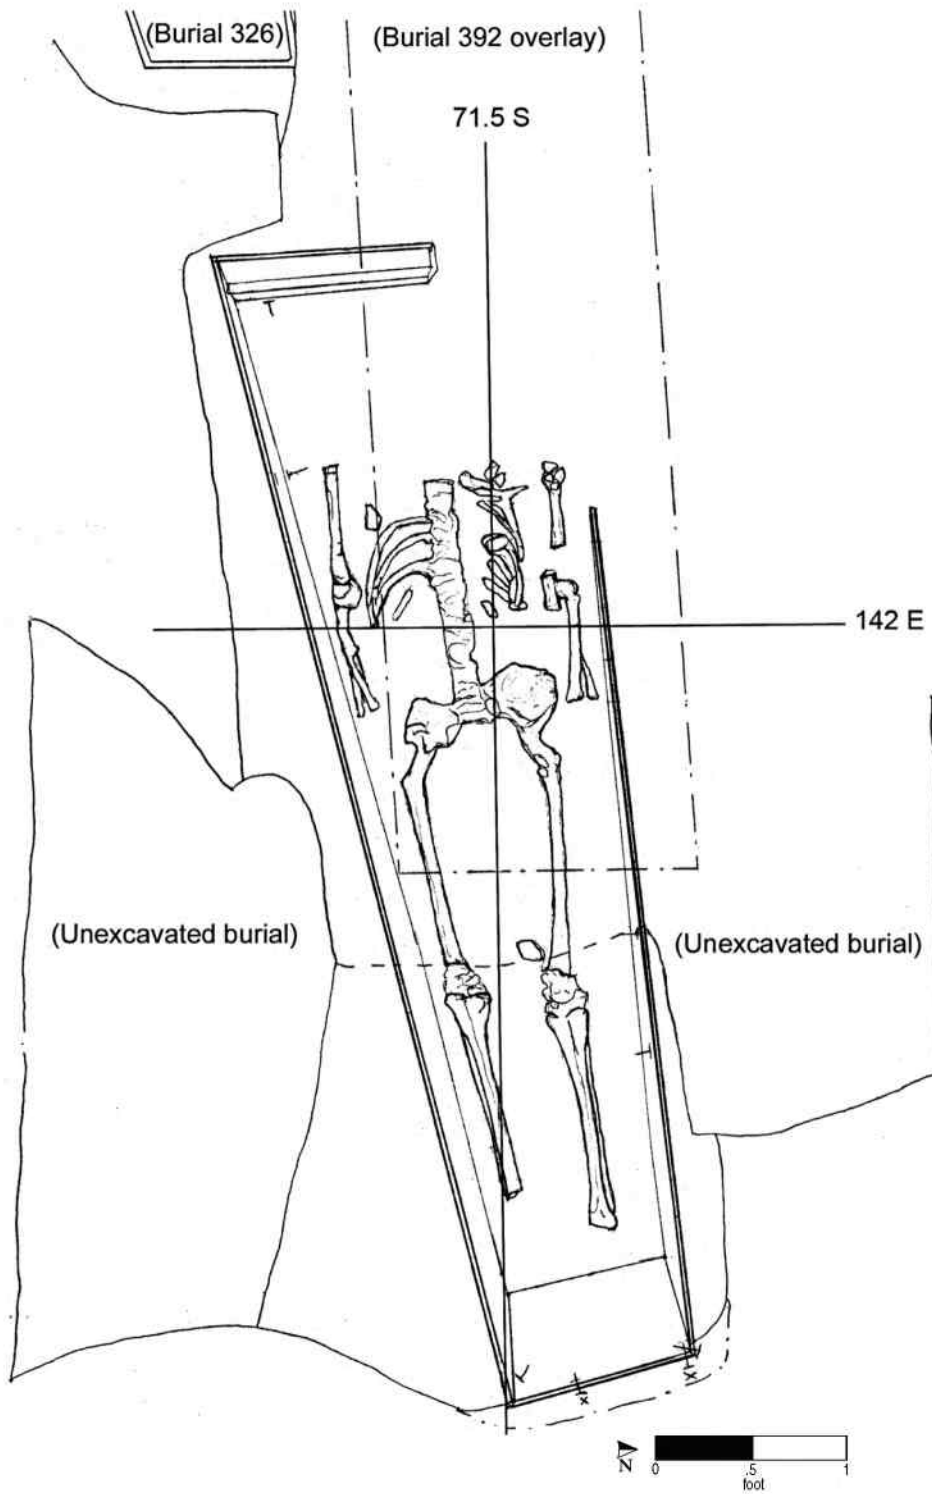 (Burial 326)
(Burial 392 overlay)
71.5 S
142 E
(Unexcavated burial)
(Unexcavated burial)
N
0 .5 1
foot